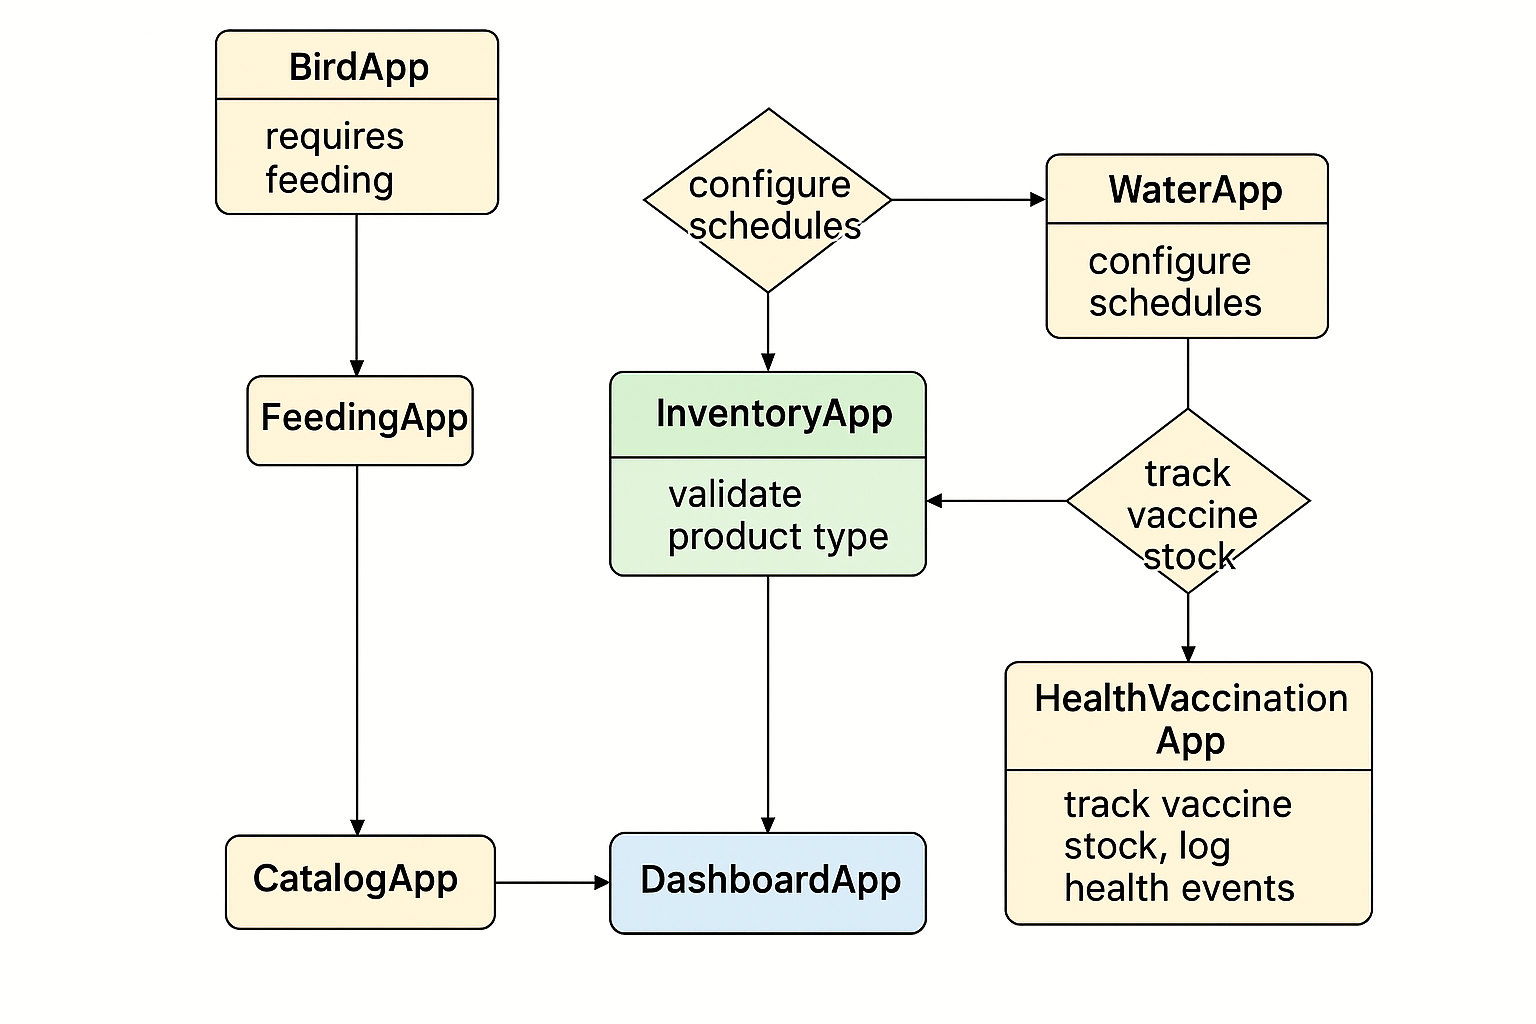 BirdApp
requires
feeding
configure
schedules
WaterApp
configure
schedules
FeedingApp
InventoryApp
validate
product type
track
vaccine
stock
HealthVaccination
App
track vaccine
stock, log
health events
CatalogApp
DashboardApp